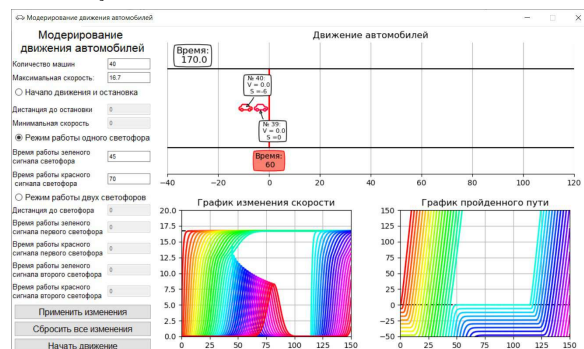 Модерирование движения автомобилей
Модерирование
движения автомобилей
Количество машин
40
Максимальная скорость:
16.7
Начало движения и остановка
Дистанция до остановки
0
Минимальная скорость
0
Режим работы одного светофора
Время работы зеленого
сигнала светофора
45
Время работы красного
сигнала светофора
70
Режим работы двух светофоров
Дистанция до светофора
0
Время работы зеленого
сигнала первого светофора
0
Время работы красного
сигнала первого светофора
0
Время работы зеленого
сигнала второго светофора
0
Время работы красного
сигнала второго светофора
0
Применить изменения
Сбросить все изменения
Начать движение
Движение автомобилей
Время:
170.0
№ 40:
V = 0.0
S =-6
№ 39:
V = 0.0
S =0
Время:
60
−40 −20 0 20 40 60 80 100 120
График изменения скорости
20.0
17.5
15.0
12.5
10.0
7.5
5.0
2.5
0.0
0 25 50 75 100 125 150
График пройденного пути
150
125
100
75
50
25
0
−25
−50
0 25 50 75 100 125 150